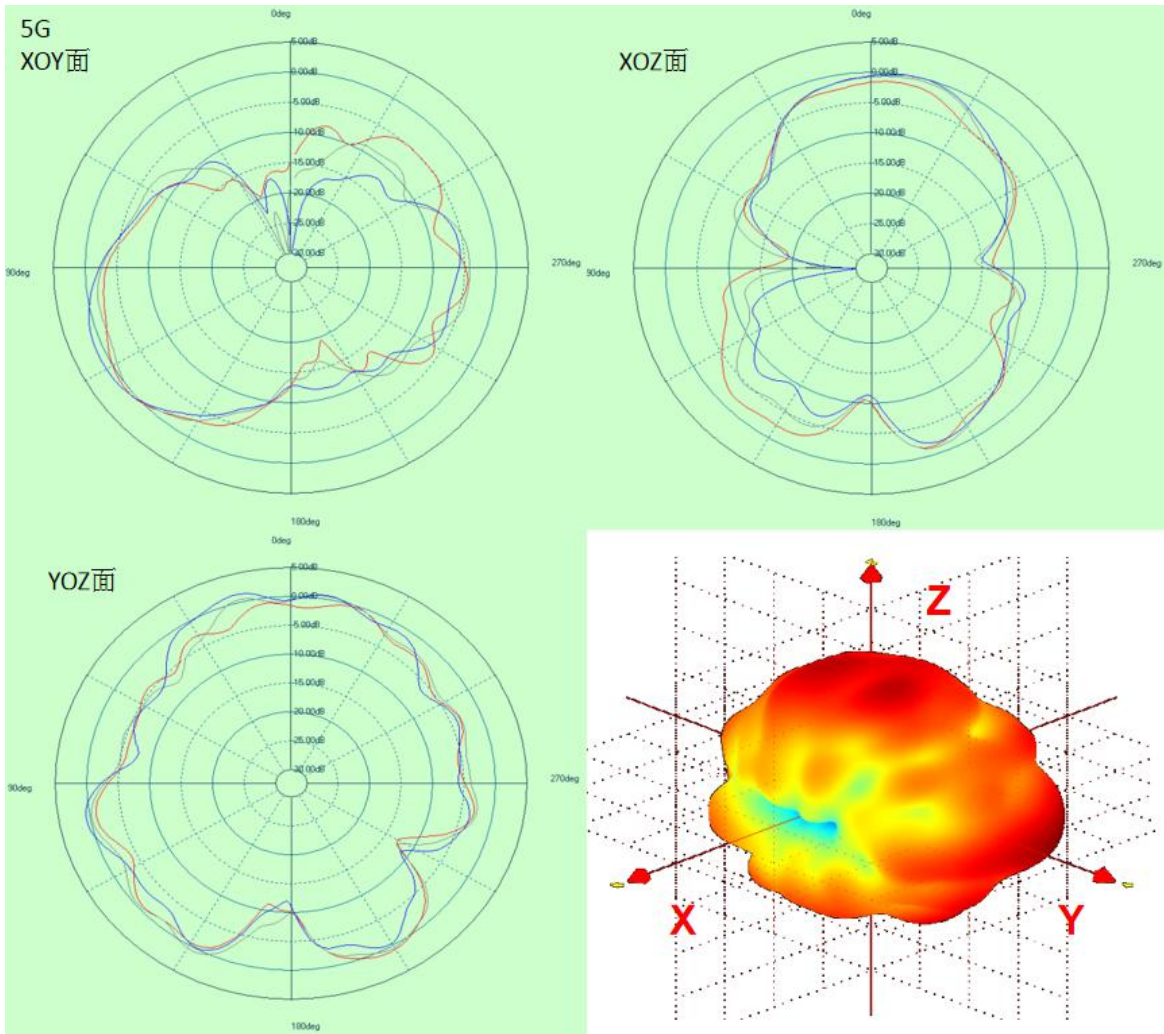 5G
XOY面
0deg
5.00dB
0.00dB
5.00dB
10.00dB
15.00dB
20.00dB
25.00dB
30.00dB
90deg
270deg
180deg
XOZ面
0deg
5.00dB
0.00dB
5.00dB
10.00dB
15.00dB
20.00dB
25.00dB
30.00dB
90deg
270deg
180deg
YOZ面
0deg
5.00dB
0.00dB
5.00dB
10.00dB
15.00dB
20.00dB
25.00dB
30.00dB
90deg
270deg
180deg
Z
X
Y